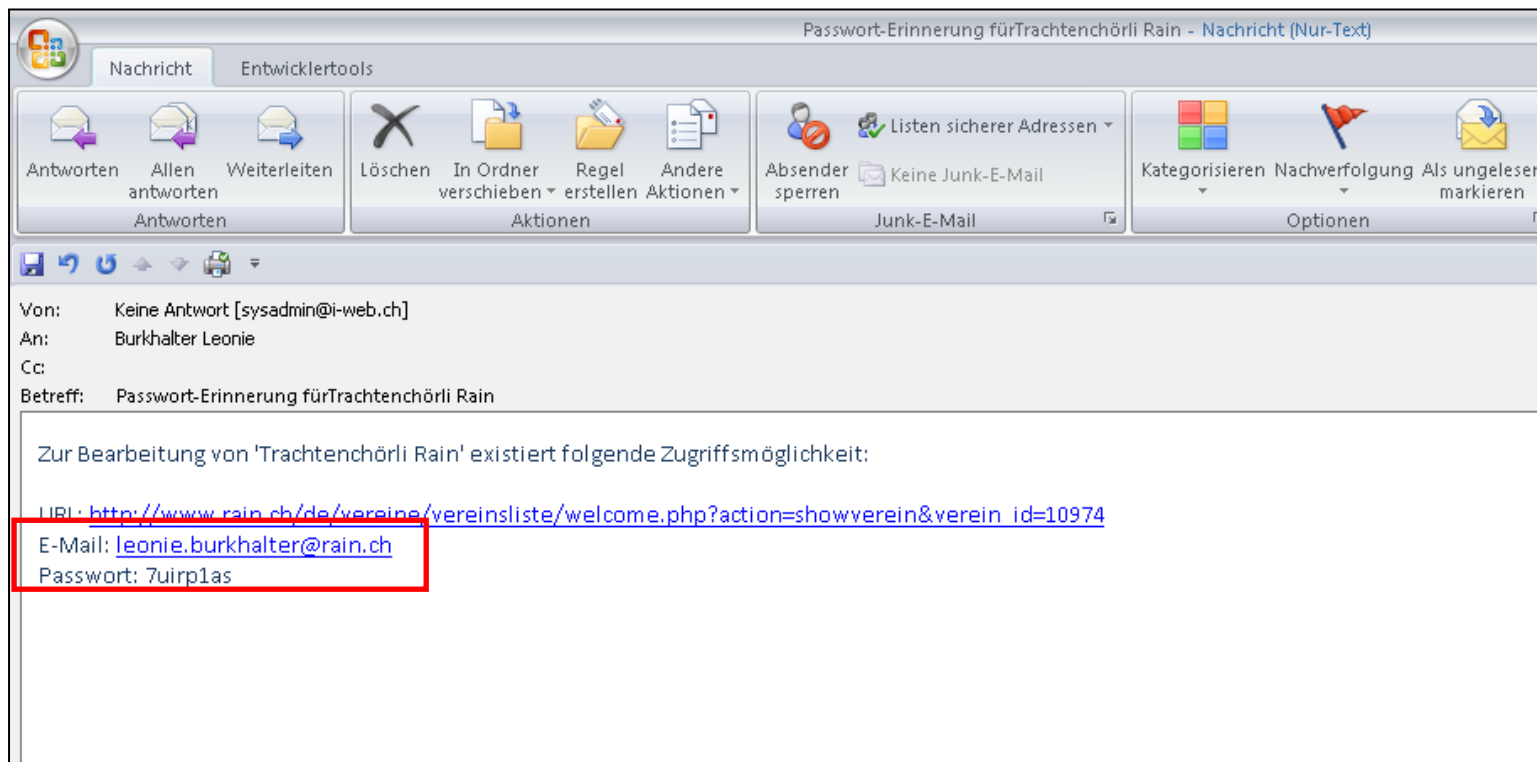 Passwort-Erinnerung fürTrachtenchörli Rain - Nachricht (Nur-Text)
Nachricht Entwicklertools
Antworten Allen antworten Weiterleiten
Löschen In Ordner verschieben Regel erstellen Andere Aktionen
Absender sperren Listen sicherer Adressen
Keine Junk-E-Mail
Kategorisieren Nachverfolgung Als ungelesen markieren
Antworten Aktionen Junk-E-Mail Optionen
Von: Keine Antwort [sysadmin@i-web.ch]
An: Burkhalter Leonie
Cc:
Betreff: Passwort-Erinnerung fürTrachtenchörli Rain
Zur Bearbeitung von 'Trachtenchörli Rain' existiert folgende Zugriffsmöglichkeit:
URL: http://www.rain.ch/de/vereine/vereinsliste/welcome.php?action=showverein&verein_id=10974
E-Mail: leonie.burkhalter@rain.ch
Passwort: 7uirp1as